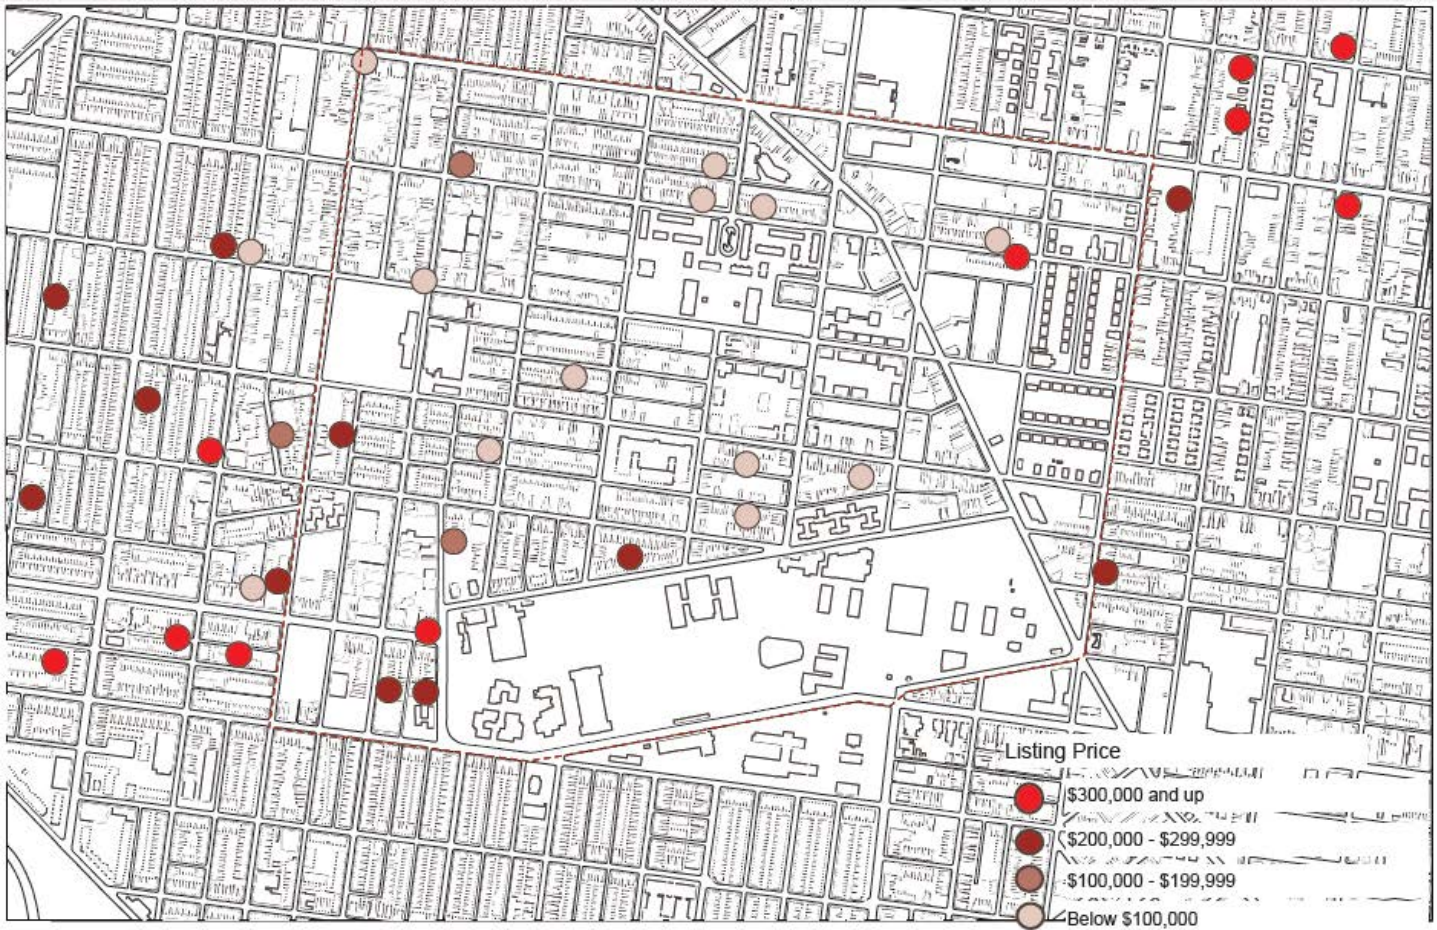 Listing Price
$300,000 and up
$200,000 - $299,999
$100,000 - $199,999
Below $100,000